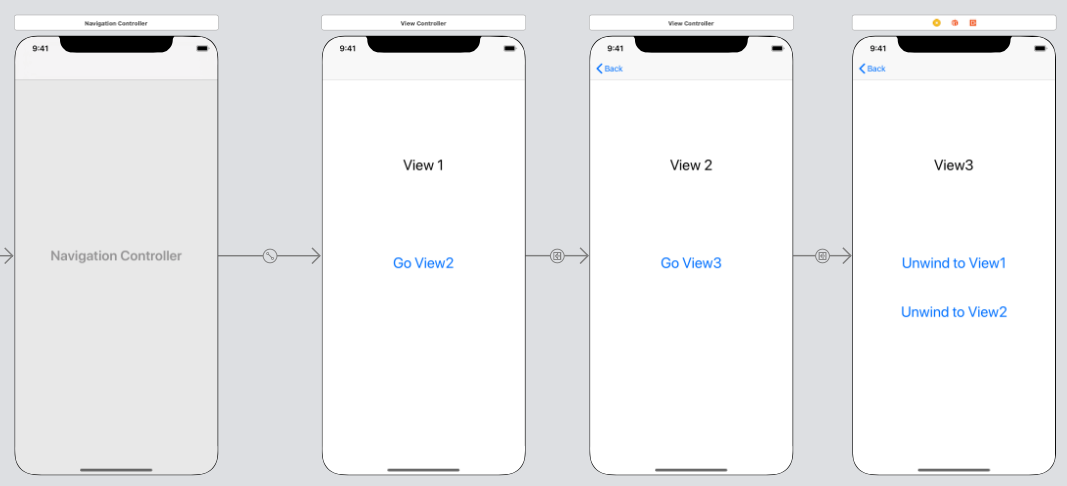 Navigation Controller
9:41
Navigation Controller
View Controller
9:41
View 1
Go View2
View Controller
9:41
Back
View 2
Go View3
9:41
Back
View3
Unwind to View1
Unwind to View2